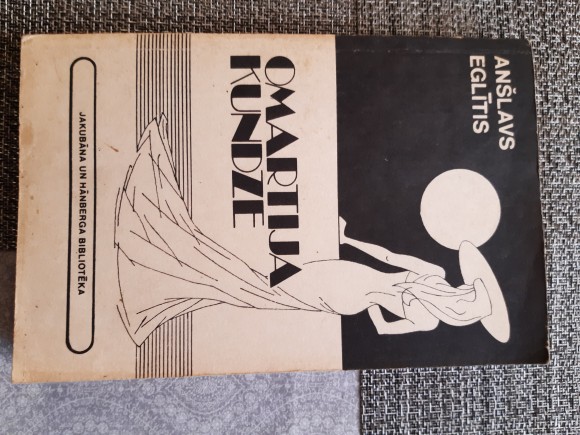 ANŠLAVS
EGLĪTIS
OMARTIJA
KUNDZE
JAKUBĀNA UN HĀNBERGA BIBLIOTĒKA